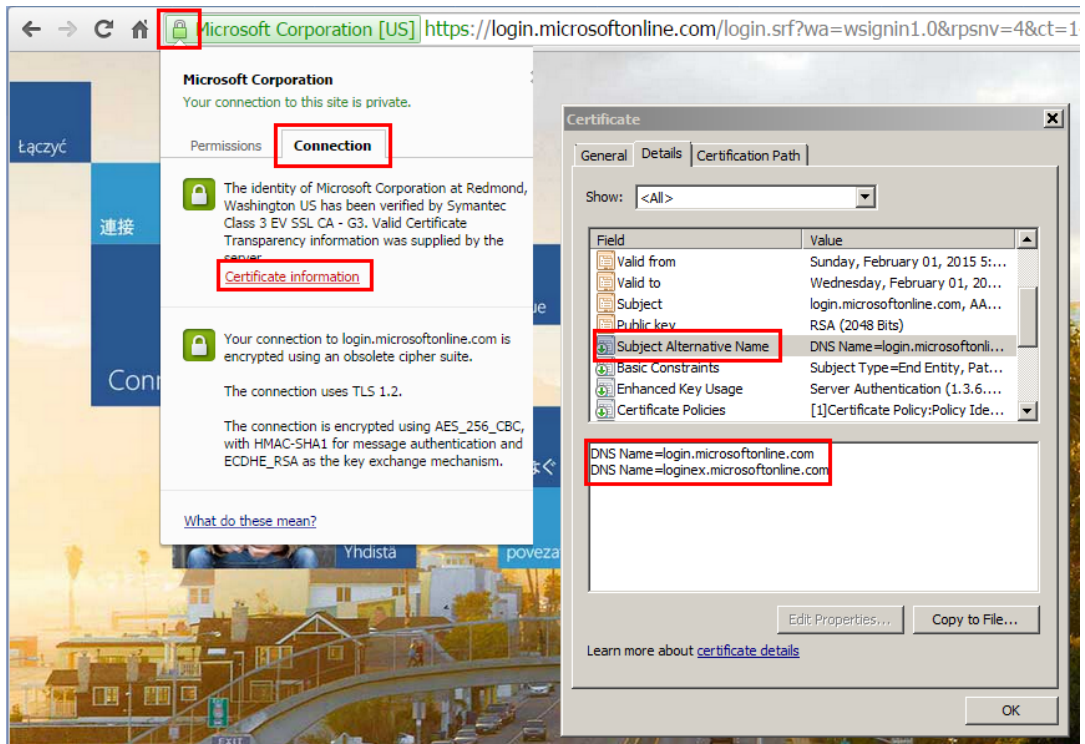 Microsoft Corporation [US] https://login.microsoftonline.com/login.srf?wa=wsignin1.0&rpsnv=4&ct=1
Microsoft Corporation
Your connection to this site is private.
Permissions
Connection
The identity of Microsoft Corporation at Redmond,
Washington US has been verified by Symantec
Class 3 EV SSL CA - G3. Valid Certificate
Transparency information was supplied by the
server.
Certificate information
Your connection to login.microsoftonline.com is
encrypted using an obsolete cipher suite.
The connection uses TLS 1.2.
The connection is encrypted using AES_256_CBC,
with HMAC-SHA1 for message authentication and
ECDHE_RSA as the key exchange mechanism.
What do these mean?
Łączyć
連接
Conn
ue
ぐ
Yhdistä
poveza
EXIT
Certificate
General Details Certification Path
Show: <All>
Field Value
Valid from Sunday, February 01, 2015 5:...
Valid to Wednesday, February 01, 20...
Subject login.microsoftonline.com, AA...
Public key RSA (2048 Bits)
Subject Alternative Name DNS Name=login.microsoftonli...
Basic Constraints Subject Type=End Entity, Pat...
Enhanced Key Usage Server Authentication (1.3.6....
Certificate Policies [1]Certificate Policy:Policy Ide...
DNS Name=login.microsoftonline.com
DNS Name=loginex.microsoftonline.com
Edit Properties... Copy to File...
Learn more about certificate details
OK